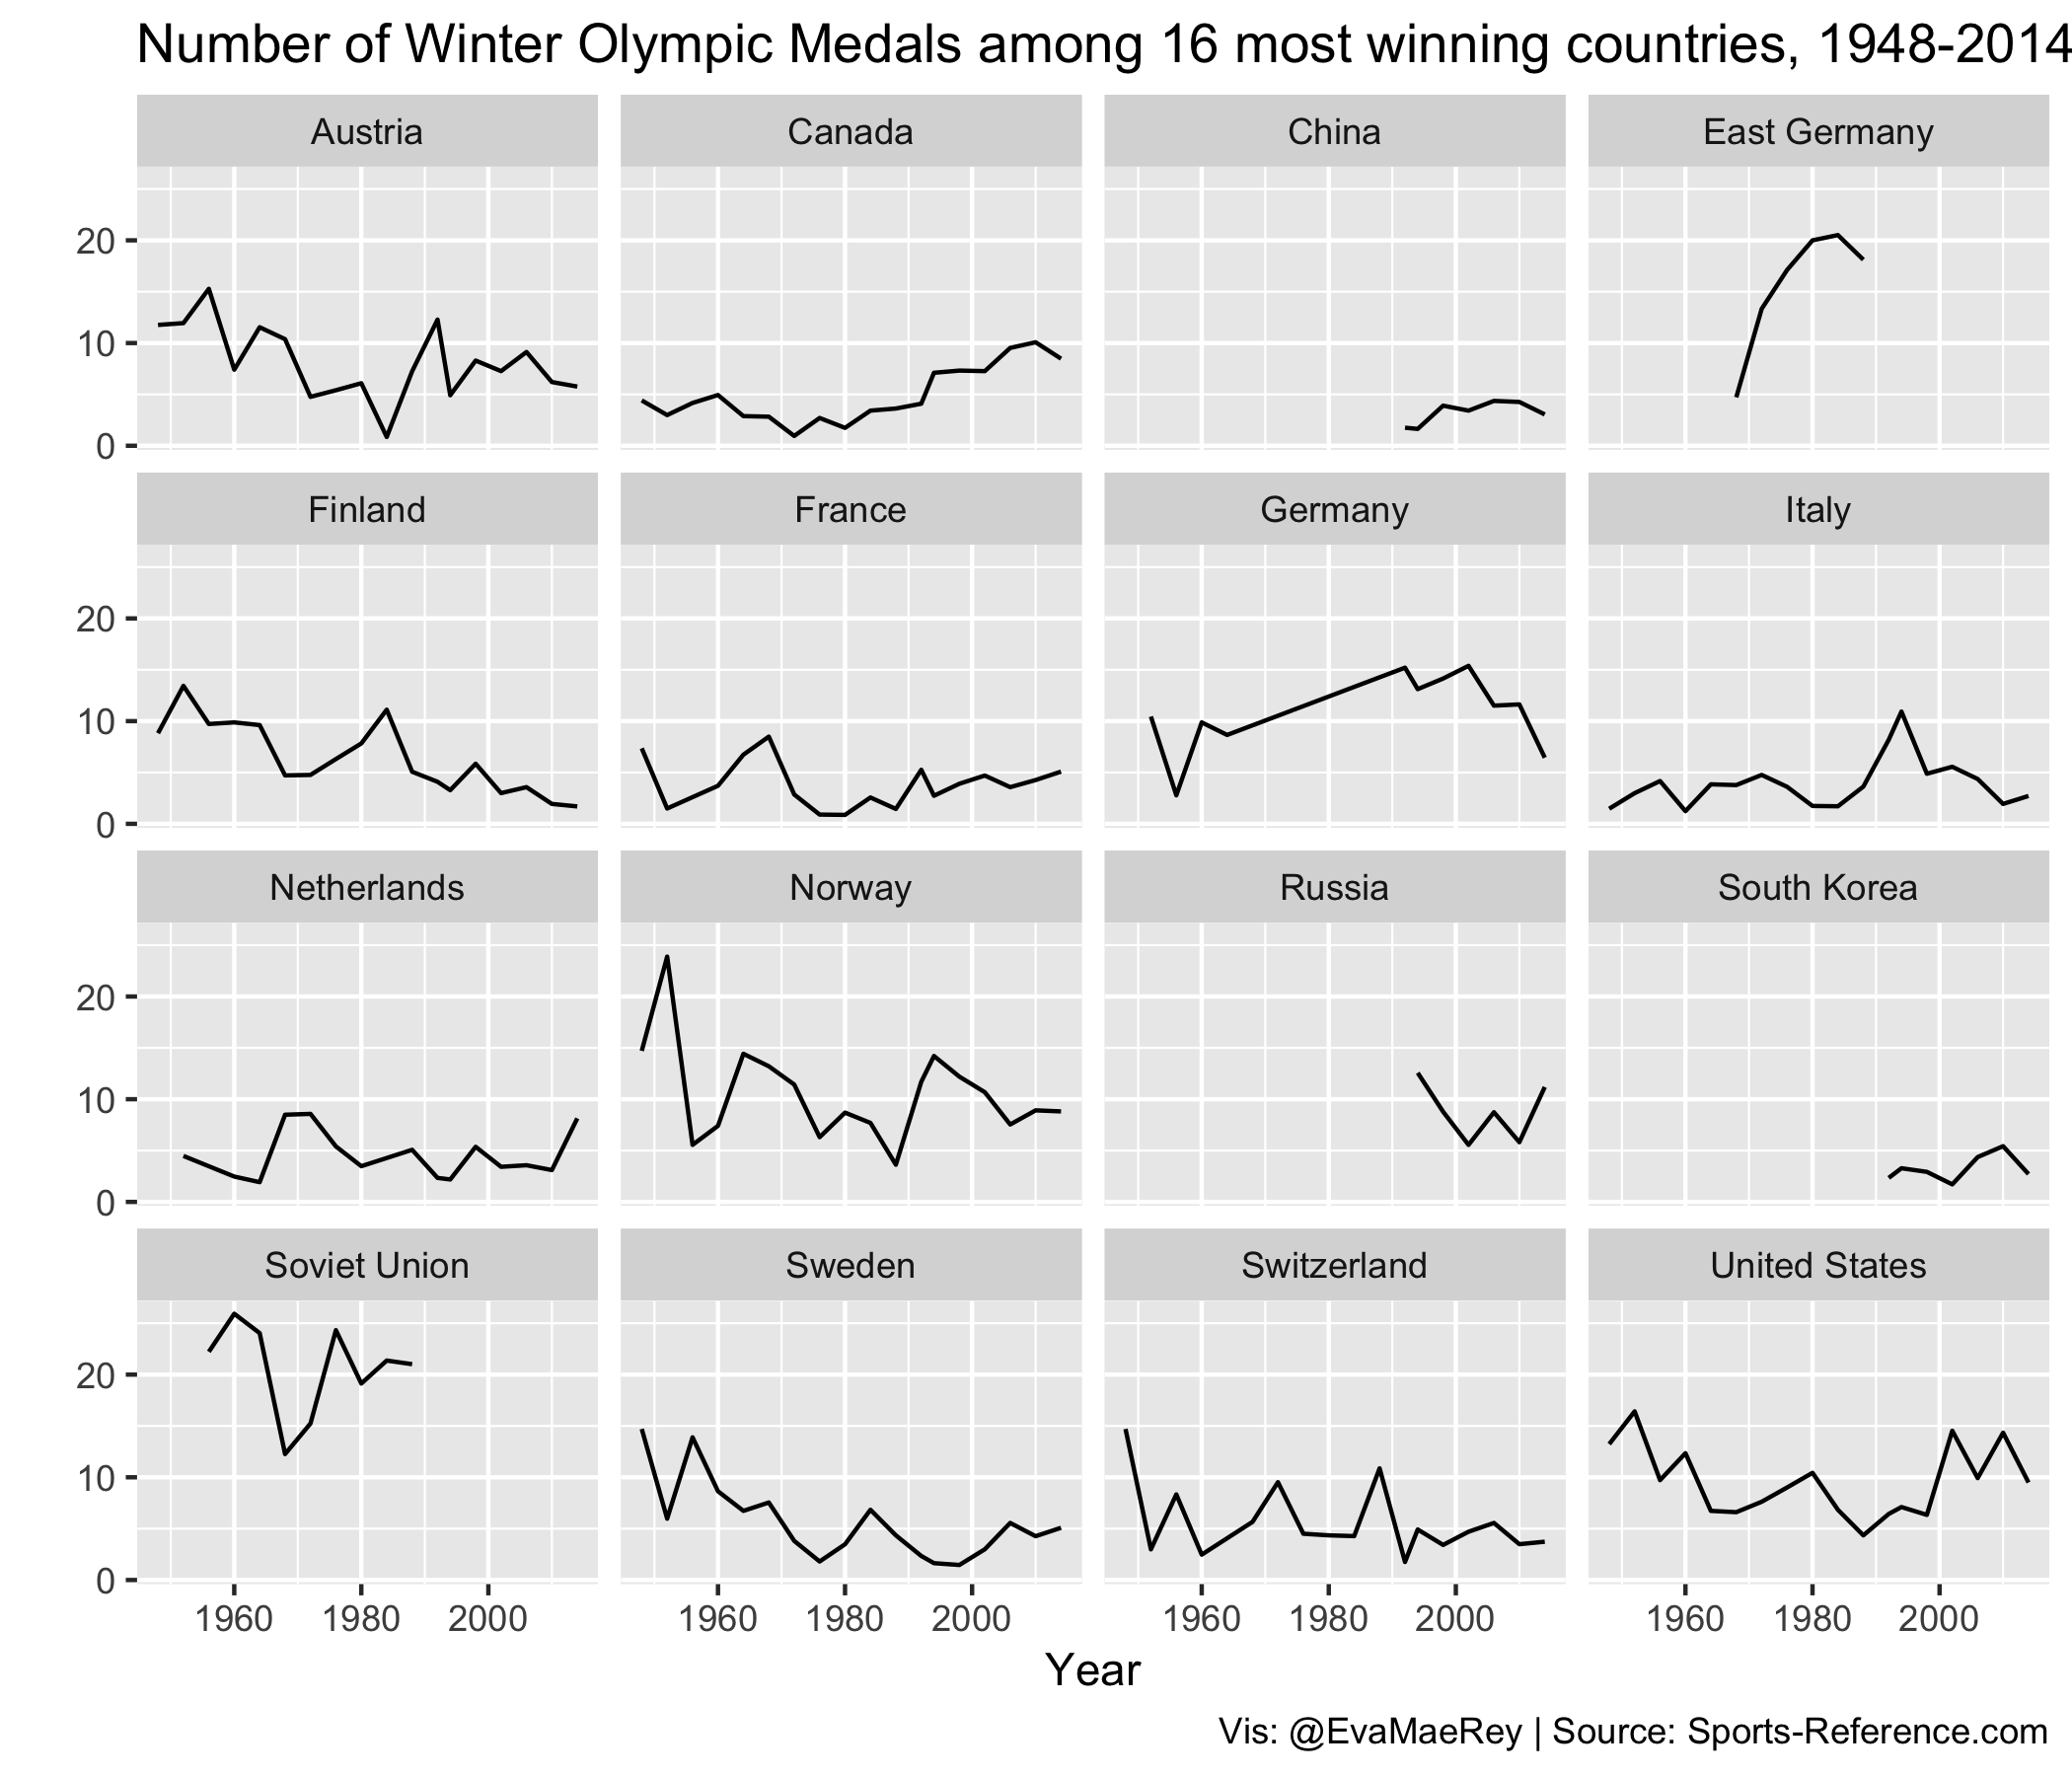 Number of Winter Olympic Medals among 16 most winning countries, 1948-2014
Austria Canada China East Germany
20
10
0
Finland France Germany Italy
20
10
0
Netherlands Norway Russia South Korea
20
10
0
Soviet Union Sweden Switzerland United States
20
10
0
1960 1980 2000 1960 1980 2000 1960 1980 2000 1960 1980 2000
Year
Vis: @EvaMaeRey | Source: Sports-Reference.com